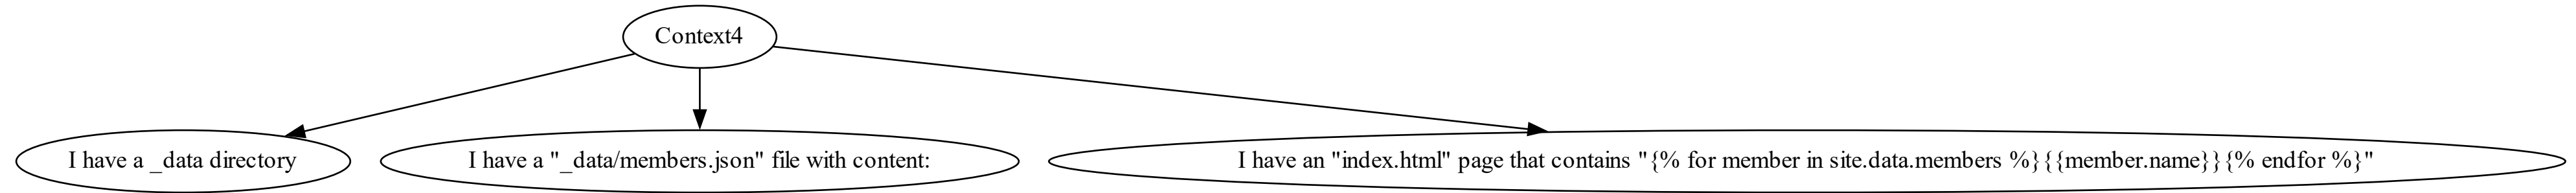 Context4
I have a _data directory
I have a "_data/members.json" file with content:
I have an "index.html" page that contains "{% for member in site.data.members %}{{member.name}}{% endfor %}"